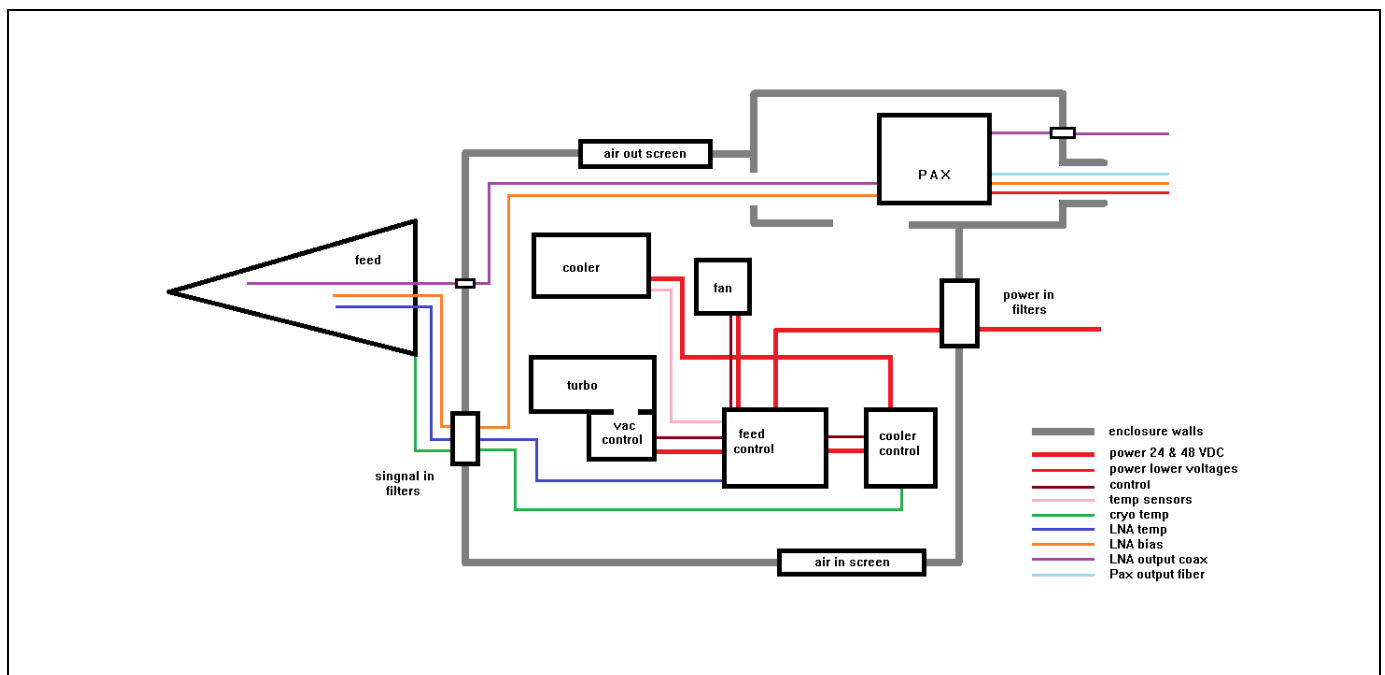 air out screen
PAX
feed
cooler
fan
power in
filters
turbo
vac
control
feed
control
cooler
control
singnal in
filters
air in screen
enclosure walls
power 24 & 48 VDC
power lower voltages
control
temp sensors
cryo temp
LNA temp
LNA bias
LNA output coax
Pax output fiber